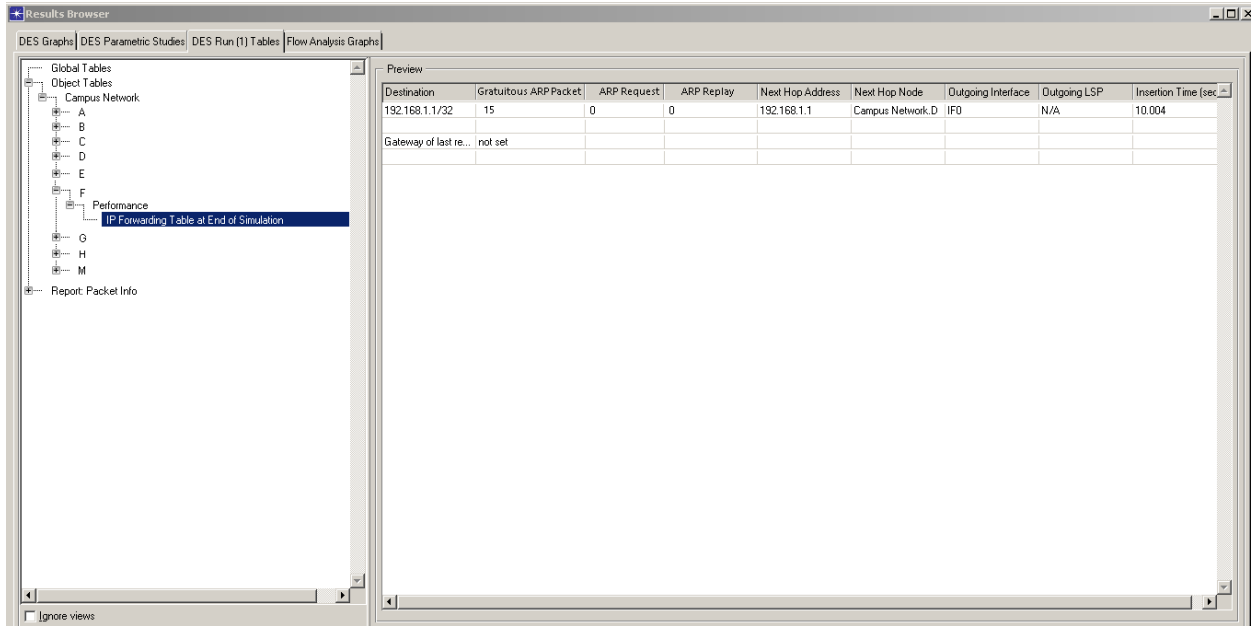 Results Browser
DES Graphs DES Parametric Studies DES Run (1) Tables Flow Analysis Graphs
Global Tables
Object Tables
Campus Network
A
B
C
D
E
F
Performance
IP Forwarding Table at End of Simulation
G
H
M
Report: Packet Info
Ignore views
Preview
Destination Gratuitous ARP Packet ARP Request ARP Replay Next Hop Address Next Hop Node Outgoing Interface Outgoing LSP Insertion Time (sec
192.168.1.1/32 15 0 0 192.168.1.1 Campus Network.D IF0 N/A 10.004
Gateway of last re... not set